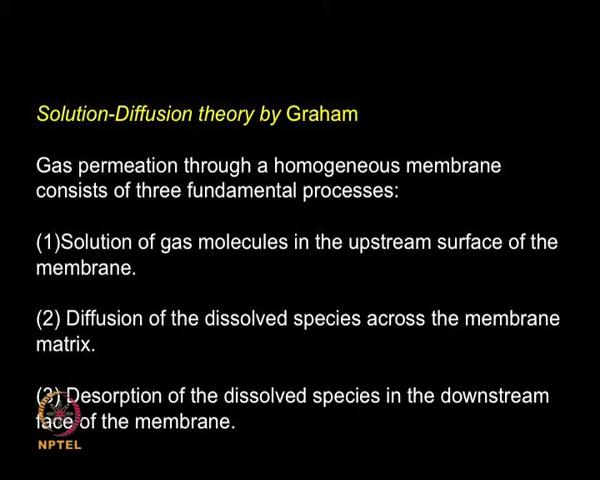 Solution-Diffusion theory by Graham
Gas permeation through a homogeneous membrane
consists of three fundamental processes:
(1)Solution of gas molecules in the upstream surface of the
membrane.
(2) Diffusion of the dissolved species across the membrane
matrix.
(3) Desorption of the dissolved species in the downstream
face of the membrane.
NPTEL